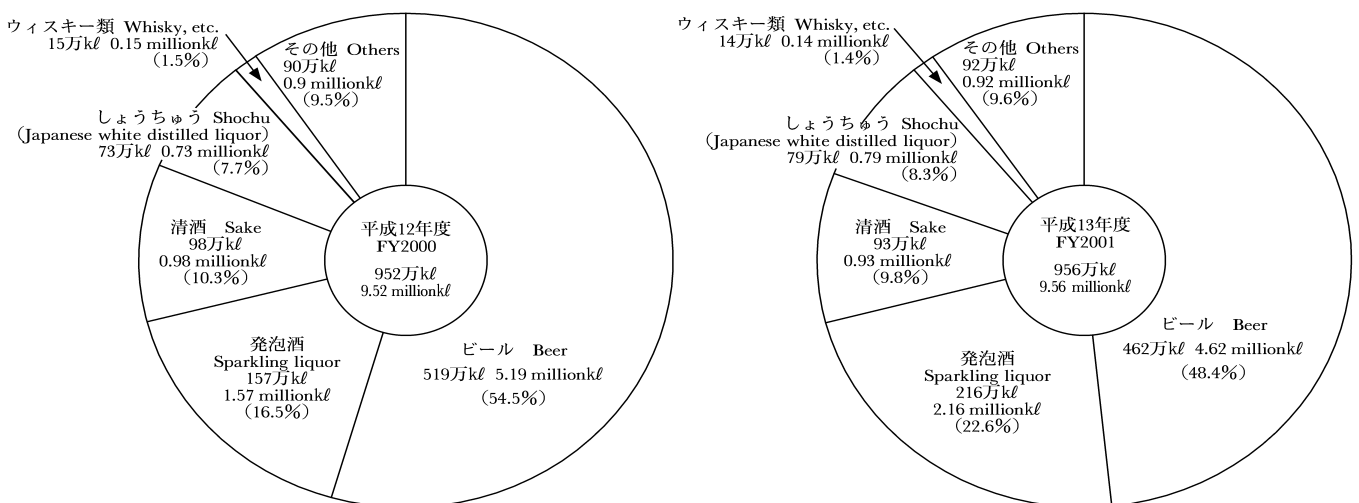 ウィスキー類 Whisky, etc.
15万kℓ 0.15 millionkℓ
(1.5%)
その他 Others
90万kℓ
0.9 millionkℓ
(9.5%)
しょうちゅう Shochu
(Japanese white distilled liquor)
73万kℓ 0.73 millionkℓ
(7.7%)
清酒 Sake
98万kℓ
0.98 millionkℓ
(10.3%)
平成12年度
FY2000
952万kℓ
9.52 millionkℓ
発泡酒
Sparkling liquor
157万kℓ
1.57 millionkℓ
(16.5%)
ビール Beer
519万kℓ 5.19 millionkℓ
(54.5%)
ウィスキー類 Whisky, etc.
14万kℓ 0.14 millionkℓ
(1.4%)
その他 Others
92万kℓ
0.92 millionkℓ
(9.6%)
しょうちゅう Shochu
(Japanese white distilled liquor)
79万kℓ 0.79 millionkℓ
(8.3%)
清酒 Sake
93万kℓ
0.93 millionkℓ
(9.8%)
平成13年度
FY2001
956万kℓ
9.56 millionkℓ
発泡酒
Sparkling liquor
216万kℓ
2.16 millionkℓ
(22.6%)
ビール Beer
462万kℓ 4.62 millionkℓ
(48.4%)